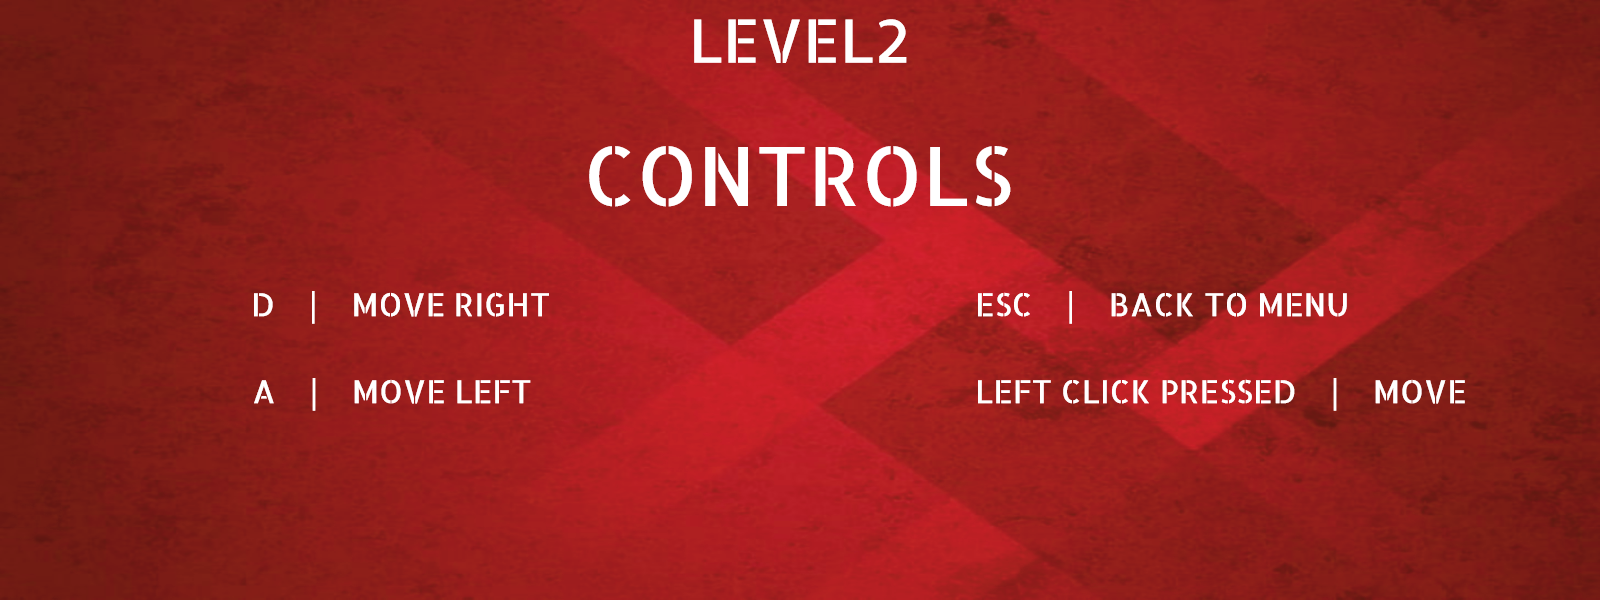 LEVEL2
CONTROLS
D | MOVE RIGHT
A | MOVE LEFT
ESC | BACK TO MENU
LEFT CLICK PRESSED | MOVE